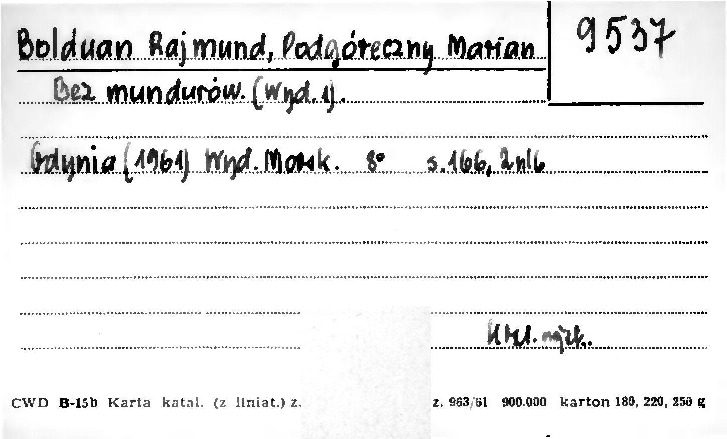 Bolduan Rajmund, Podgóreczny Marian
9537
Bez mundurów. (Wyd. 1).
Gdynia (1961) Wyd. Morsk. 8° s. 166, 2 nlb
CWD B-15b Karta katal. (z liniat.) z. z. 963/61 900.000 karton 180, 220, 250 g